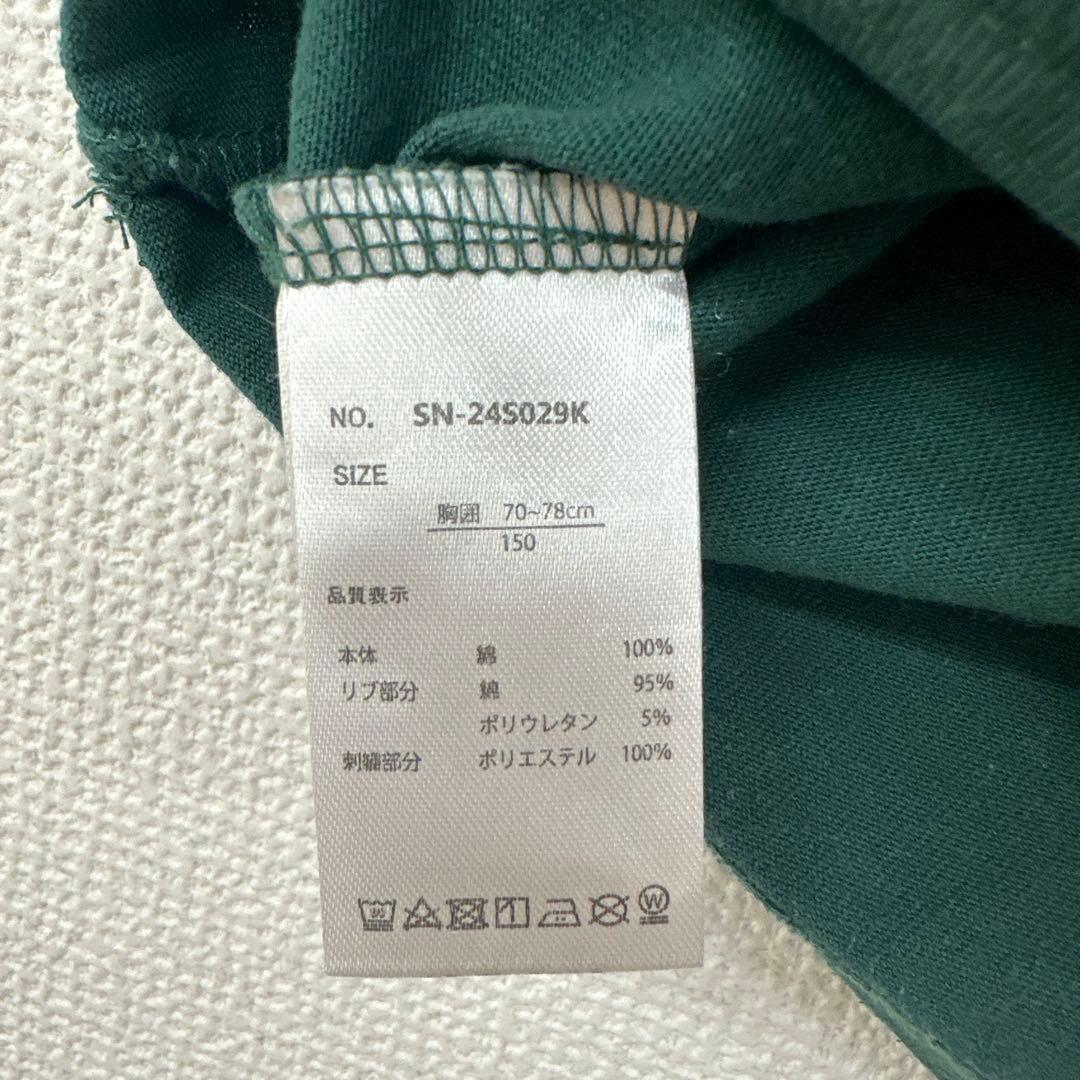 NO. SN-24S029K
SIZE
胸囲 70~78cm
150
品質表示
本体 綿 100%
リブ部分 綿 95%
ポリウレタン 5%
刺繍部分 ポリエステル 100%
W